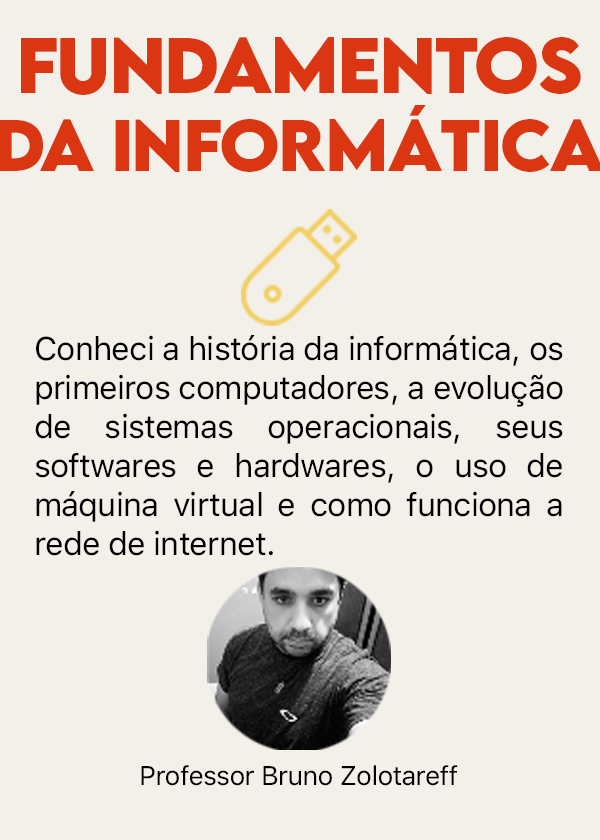 FUNDAMENTOS
DA INFORMÁTICA
Conheci a história da informática, os
primeiros computadores, a evolução
de sistemas operacionais, seus
softwares e hardwares, o uso de
máquina virtual e como funciona a
rede de internet.
Professor Bruno Zolotareff